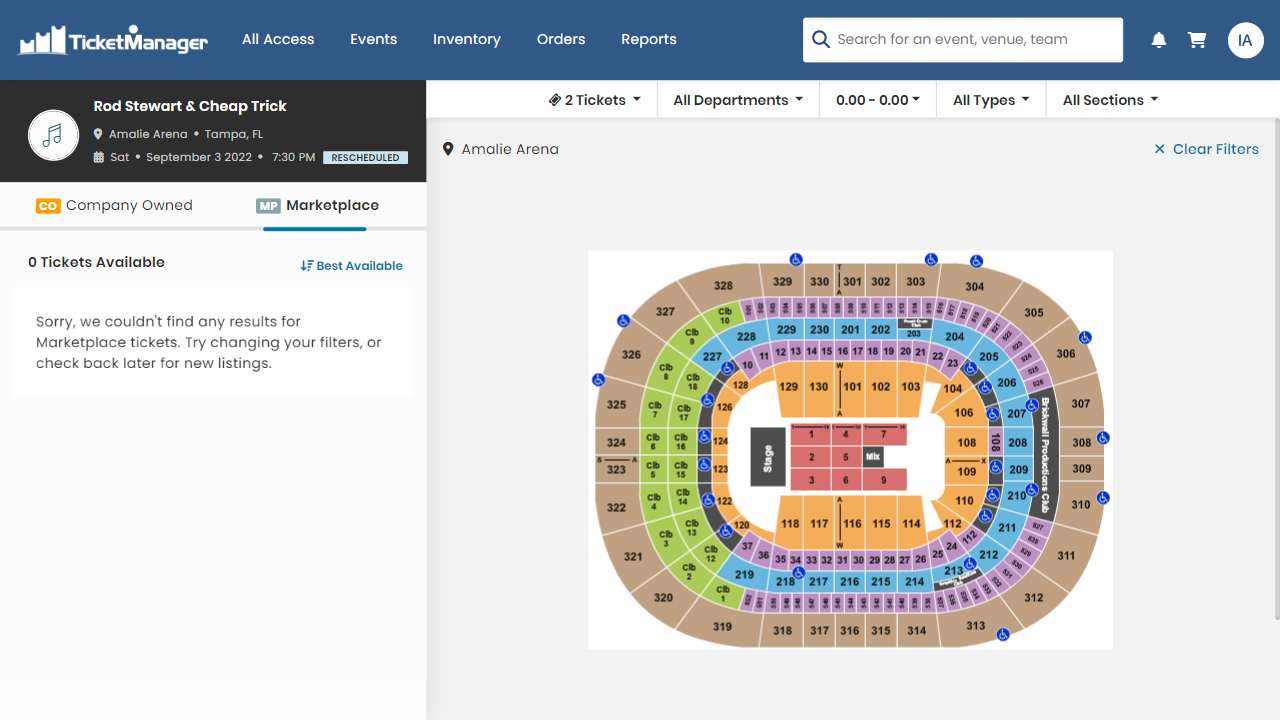 TicketManager
All Access
Events
Inventory
Orders
Reports
Search for an event, venue, team
IA
Rod Stewart & Cheap Trick
Amalie Arena • Tampa, FL
Sat • September 3 2022 • 7:30 PM RESCHEDULED
2 Tickets
All Departments
0.00 - 0.00
All Types
All Sections
Amalie Arena
Clear Filters
CO Company Owned
MP Marketplace
0 Tickets Available
Best Available
Sorry, we couldn't find any results for
Marketplace tickets. Try changing your filters, or
check back later for new listings.
328 329 330 301 302 303 304
327 305
326 306
325 307
324 308
323 309
322 310
321 311
320 312
319 318 317 316 315 314 313
Clb 10
Clb 9
Clb 8
Clb 7
Clb 6
Clb 5
Clb 4
Clb 3
Clb 2
Clb 1
Clb 18
Clb 17
Clb 16
Clb 15
Clb 14
Clb 13
Clb 12
227 228 229 230 201 202 203 204 205 206 207 208 209 210 211 212 213 214 215 216 217 218 219
10 11 12 13 14 15 16 17 18 19 20 21 22 23
128 129 130 101 102 103 104
126 106
124 108 108
123 109
122 110
120 118 117 116 115 114 112 112
37 36 35 34 33 32 31 30 29 28 27 26 25 24
Stage
1 4 7
2 5 Mix
3 6 9
Brickwall Productions Club